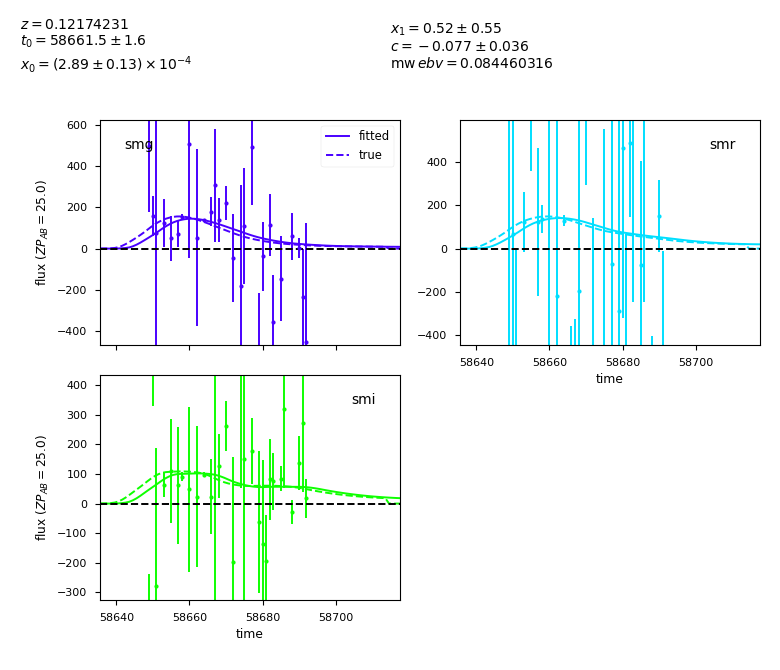 z = 0.12174231
t₀ = 58661.5 ± 1.6
x₀ = (2.89 ± 0.13) × 10⁻⁴
x₁ = 0.52 ± 0.55
c = −0.077 ± 0.036
mw ebv = 0.084460316
smg
fitted
true
600
400
200
0
−200
−400
flux (ZP_AB = 25.0)
smr
400
200
0
−200
−400
58640 58660 58680 58700
time
smi
400
300
200
100
0
−100
−200
−300
flux (ZP_AB = 25.0)
58640 58660 58680 58700
time